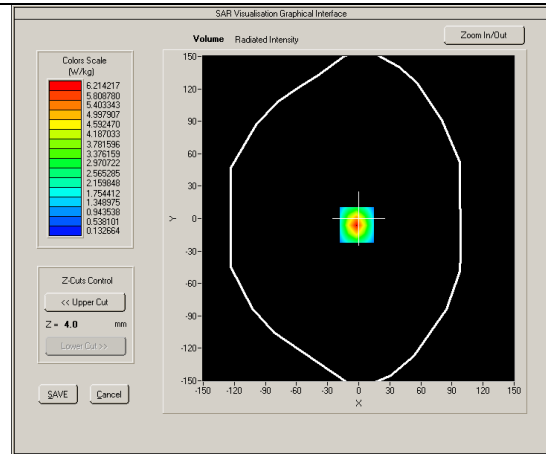 SAR Visualisation Graphical Interface
Volume Radiated Intensity
Zoom In/Out
Colors Scale
(W/kg)
6.214217
5.808780
5.403343
4.997907
4.592470
4.187033
3.781596
3.376159
2.970722
2.565285
2.159848
1.754412
1.348975
0.943538
0.538101
0.132664
Z-Cuts Control
<< Upper Cut
Z = 4.0 mm
Lower Cut >>
SAVE Cancel
150
120
90
60
30
0
-30
-60
-90
-120
-150
Y
-150 -120 -90 -60 -30 0 30 60 90 120 150
X